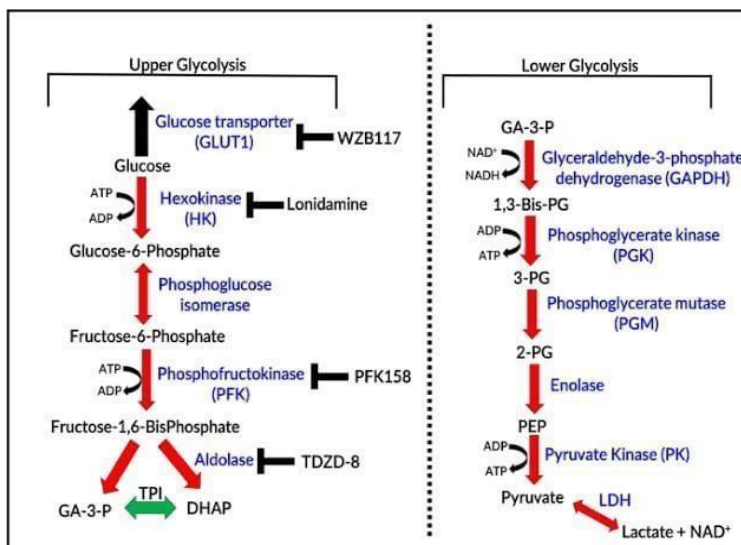 Upper Glycolysis
Glucose transporter
(GLUT1)
WZB117
Glucose
ATP
ADP
Hexokinase
(HK)
Lonidamine
Glucose-6-Phosphate
Phosphoglucose
isomerase
Fructose-6-Phosphate
ATP
ADP
Phosphofructokinase
(PFK)
PFK158
Fructose-1,6-BisPhosphate
Aldolase
TDZD-8
TPI
GA-3-P
DHAP
Lower Glycolysis
GA-3-P
NAD⁺
NADH
Glyceraldehyde-3-phosphate
dehydrogenase (GAPDH)
1,3-Bis-PG
ADP
ATP
Phosphoglycerate kinase
(PGK)
3-PG
Phosphoglycerate mutase
(PGM)
2-PG
Enolase
PEP
ADP
ATP
Pyruvate Kinase (PK)
Pyruvate
LDH
Lactate + NAD⁺